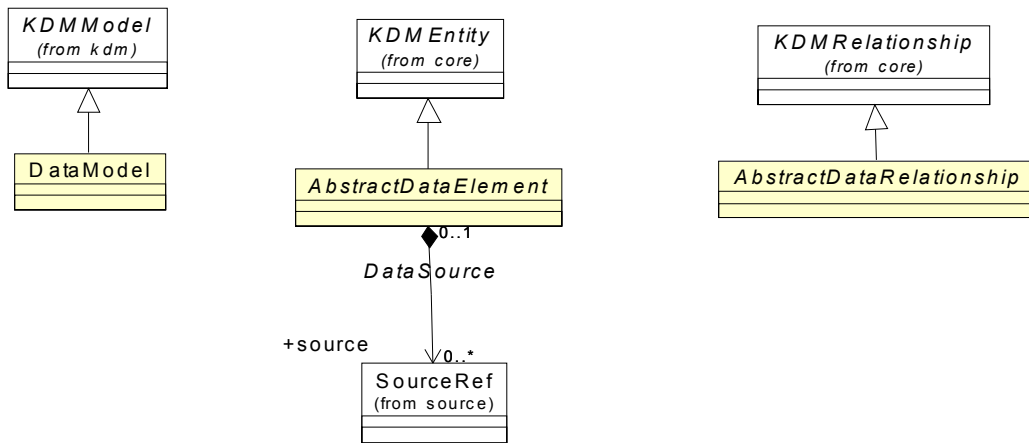 KDMModel
(from kdm)
KDMEntity
(from core)
KDMRelationship
(from core)
DataModel
AbstractDataElement
AbstractDataRelationship
0..1
DataSource
+source
0..*
SourceRef
(from source)